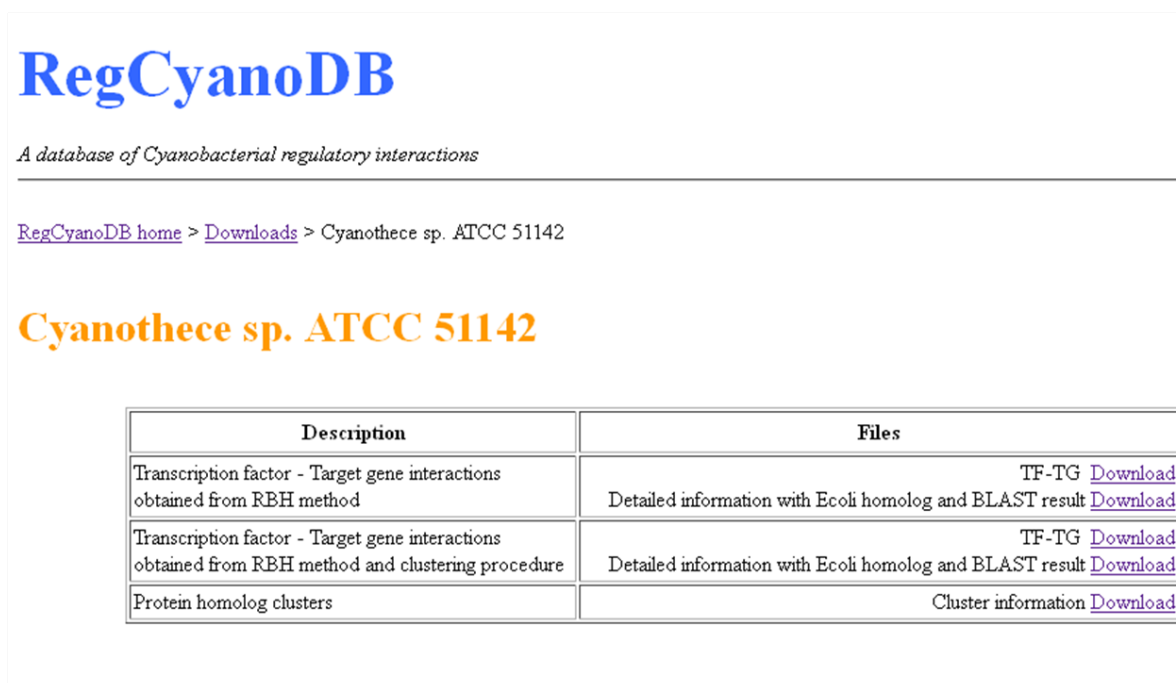 RegCyanoDB
A database of Cyanobacterial regulatory interactions
RegCyanoDB home > Downloads > Cyanothece sp. ATCC 51142
Cyanothece sp. ATCC 51142
Description Files
Transcription factor - Target gene interactions
obtained from RBH method
TF-TG Download
Detailed information with Ecoli homolog and BLAST result Download
Transcription factor - Target gene interactions
obtained from RBH method and clustering procedure
TF-TG Download
Detailed information with Ecoli homolog and BLAST result Download
Protein homolog clusters
Cluster information Download